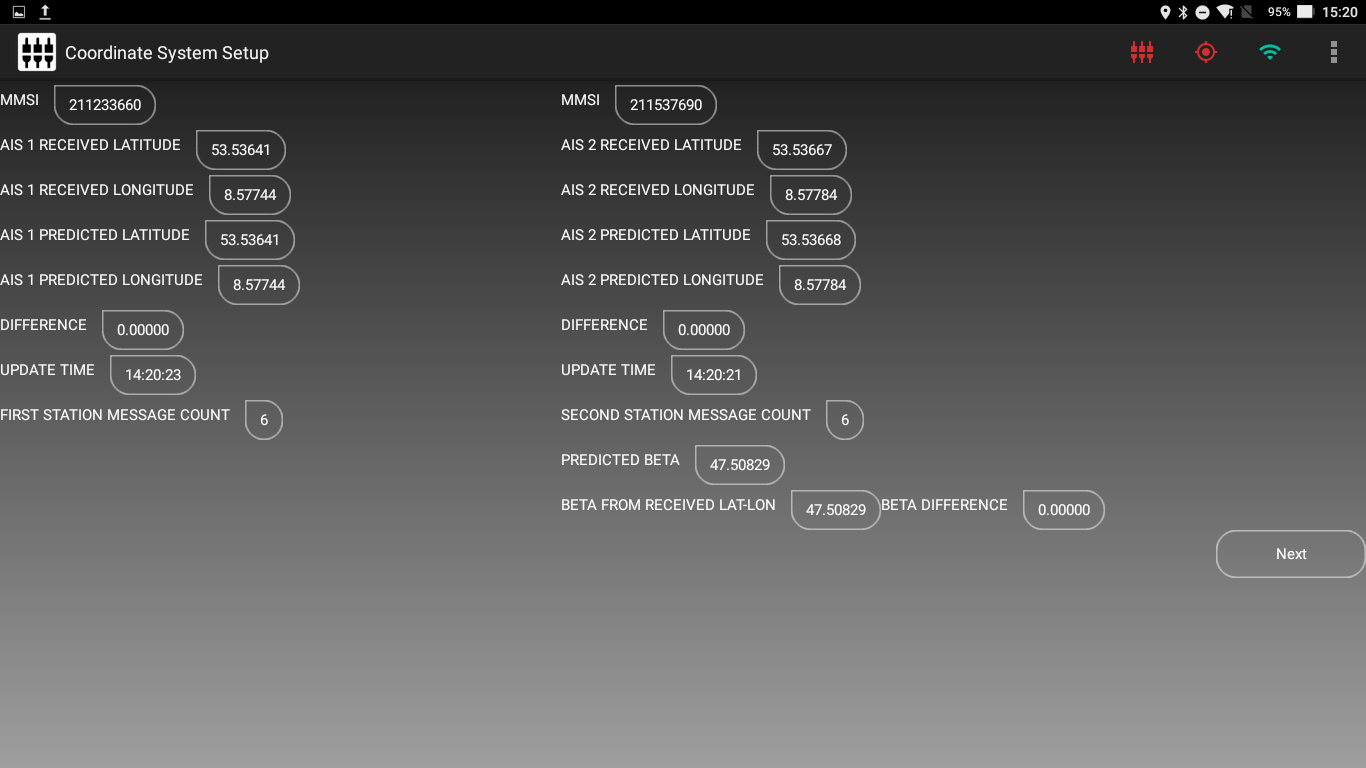 95% 15:20
Coordinate System Setup
MMSI 211233660
AIS 1 RECEIVED LATITUDE 53.53641
AIS 1 RECEIVED LONGITUDE 8.57744
AIS 1 PREDICTED LATITUDE 53.53641
AIS 1 PREDICTED LONGITUDE 8.57744
DIFFERENCE 0.00000
UPDATE TIME 14:20:23
FIRST STATION MESSAGE COUNT 6
MMSI 211537690
AIS 2 RECEIVED LATITUDE 53.53667
AIS 2 RECEIVED LONGITUDE 8.57784
AIS 2 PREDICTED LATITUDE 53.53668
AIS 2 PREDICTED LONGITUDE 8.57784
DIFFERENCE 0.00000
UPDATE TIME 14:20:21
SECOND STATION MESSAGE COUNT 6
PREDICTED BETA 47.50829
BETA FROM RECEIVED LAT-LON 47.50829 BETA DIFFERENCE 0.00000
Next